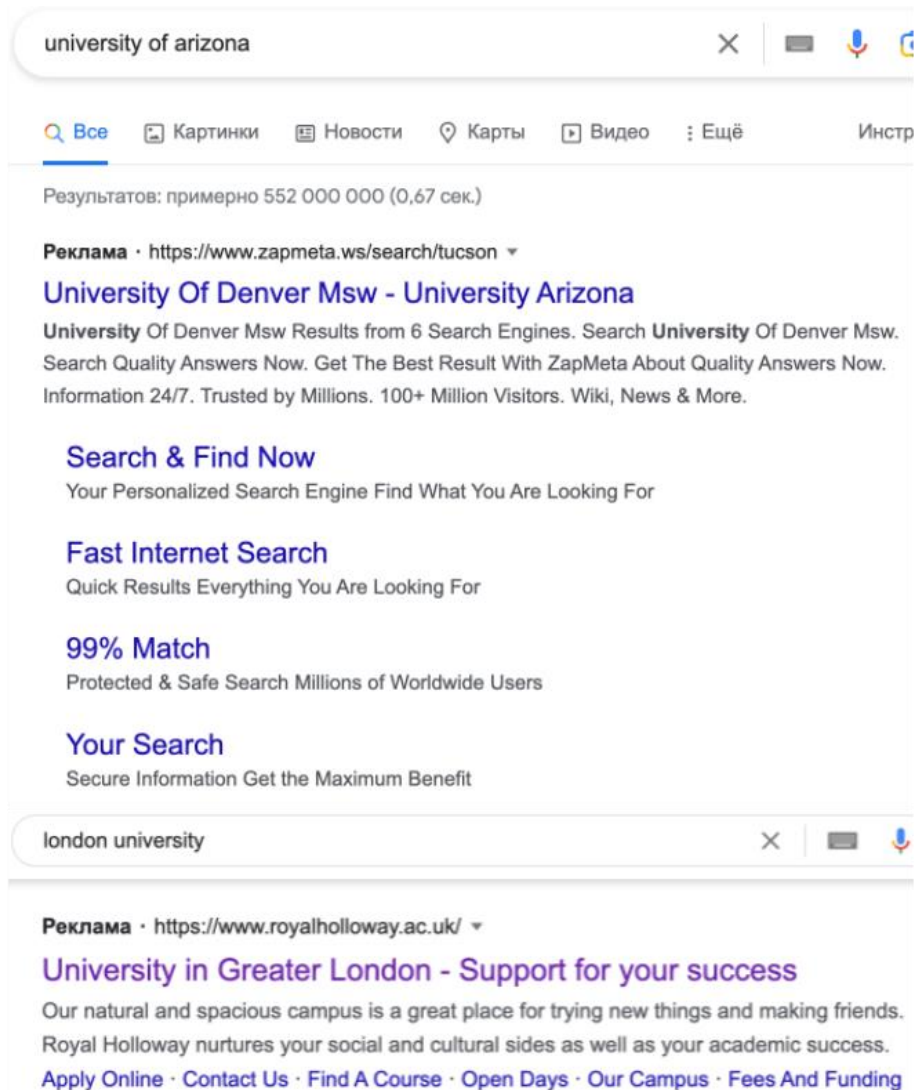 university of arizona
Все Картинки Новости Карты Видео Ещё Инстр
Результатов: примерно 552 000 000 (0,67 сек.)
Реклама · https://www.zapmeta.ws/search/tucson
University Of Denver Msw - University Arizona
University Of Denver Msw Results from 6 Search Engines. Search University Of Denver Msw.
Search Quality Answers Now. Get The Best Result With ZapMeta About Quality Answers Now.
Information 24/7. Trusted by Millions. 100+ Million Visitors. Wiki, News & More.
Search & Find Now
Your Personalized Search Engine Find What You Are Looking For
Fast Internet Search
Quick Results Everything You Are Looking For
99% Match
Protected & Safe Search Millions of Worldwide Users
Your Search
Secure Information Get the Maximum Benefit
london university
Реклама · https://www.royalholloway.ac.uk/
University in Greater London - Support for your success
Our natural and spacious campus is a great place for trying new things and making friends.
Royal Holloway nurtures your social and cultural sides as well as your academic success.
Apply Online · Contact Us · Find A Course · Open Days · Our Campus · Fees And Funding